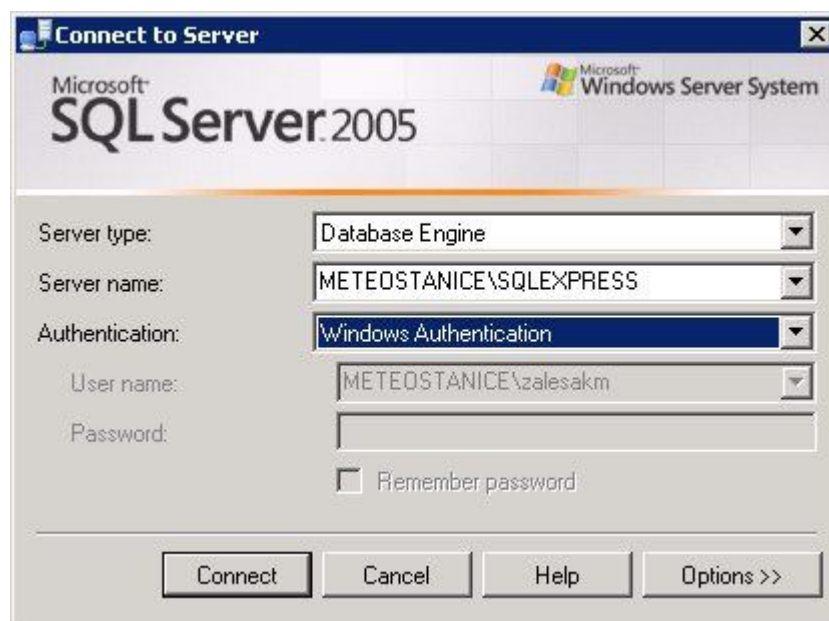 Connect to Server
Microsoft
SQL Server 2005
Microsoft
Windows Server System
Server type: Database Engine
Server name: METEOSTANICE\SQLEXPRESS
Authentication: Windows Authentication
User name: METEOSTANICE\zalesakm
Password:
Remember password
Connect Cancel Help Options >>